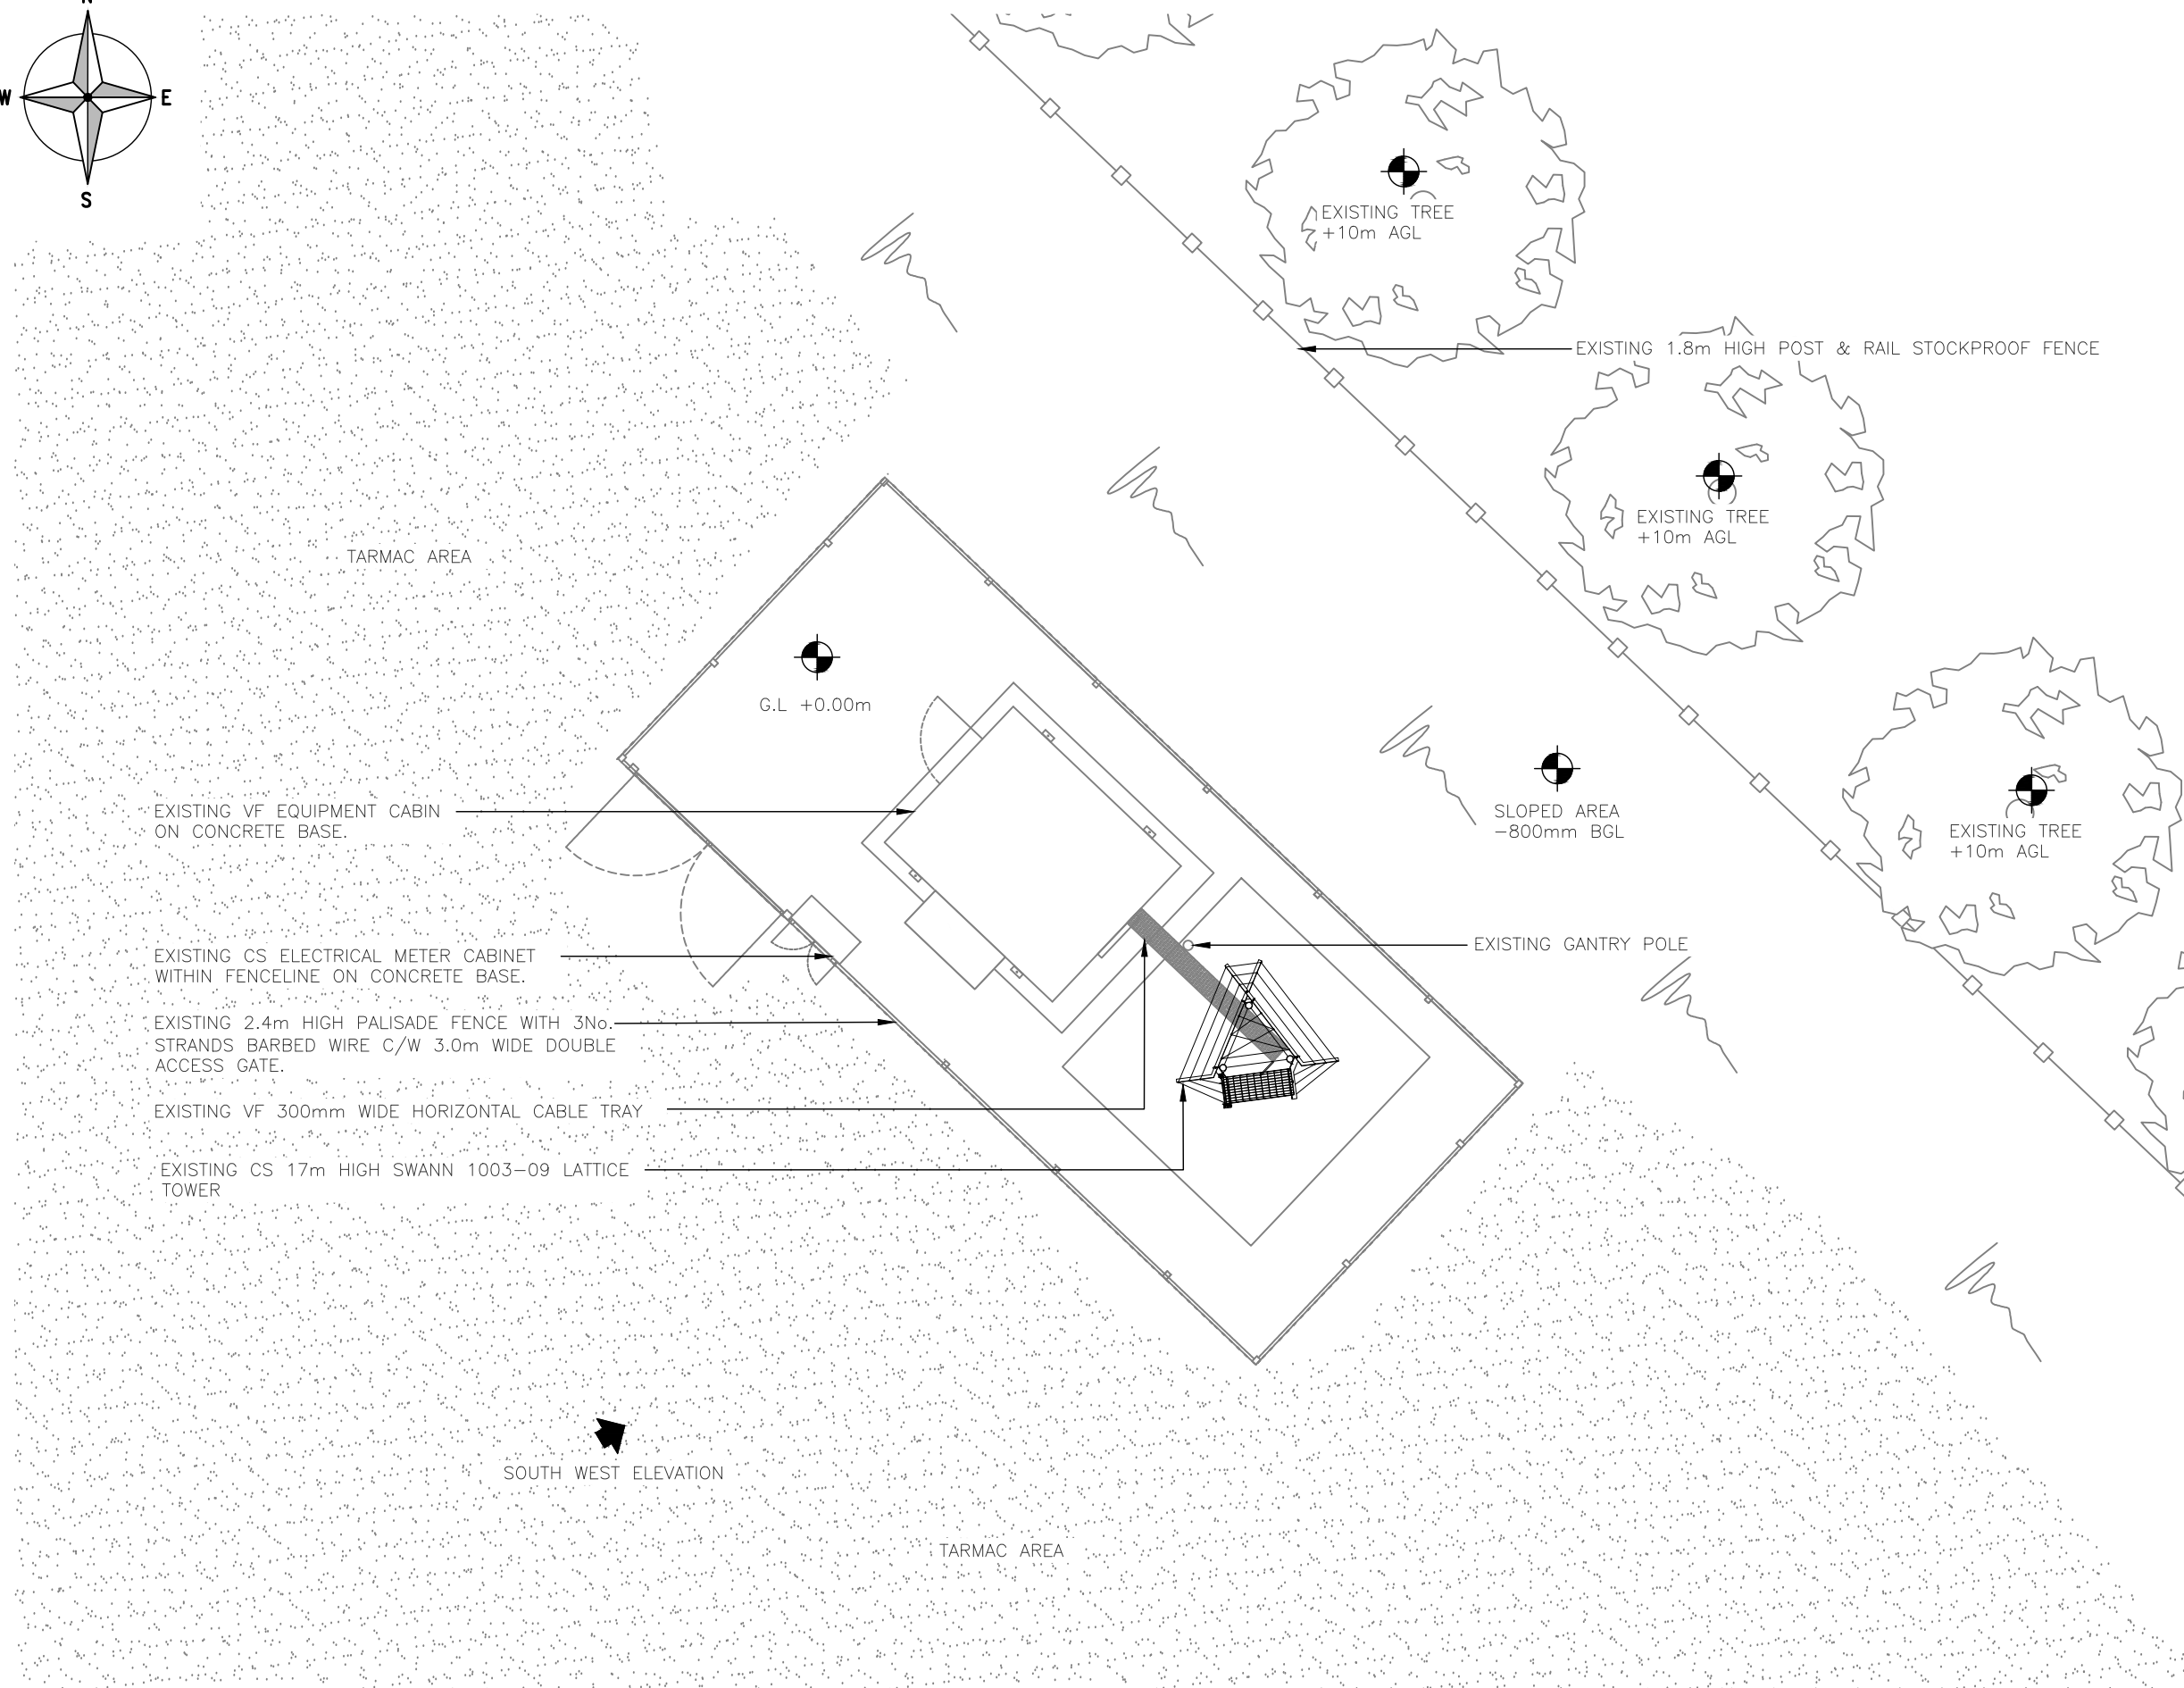 N
W
E
S
EXISTING TREE
+10m AGL
EXISTING 1.8m HIGH POST & RAIL STOCKPROOF FENCE
EXISTING TREE
+10m AGL
TARMAC AREA
G.L +0.00m
EXISTING VF EQUIPMENT CABIN
ON CONCRETE BASE.
SLOPED AREA
-800mm BGL
EXISTING TREE
+10m AGL
EXISTING GANTRY POLE
EXISTING CS ELECTRICAL METER CABINET
WITHIN FENCELINE ON CONCRETE BASE.
EXISTING 2.4m HIGH PALISADE FENCE WITH 3No.
STRANDS BARBED WIRE C/W 3.0m WIDE DOUBLE
ACCESS GATE.
EXISTING VF 300mm WIDE HORIZONTAL CABLE TRAY
EXISTING CS 17m HIGH SWANN 1003-09 LATTICE
TOWER
SOUTH WEST ELEVATION
TARMAC AREA